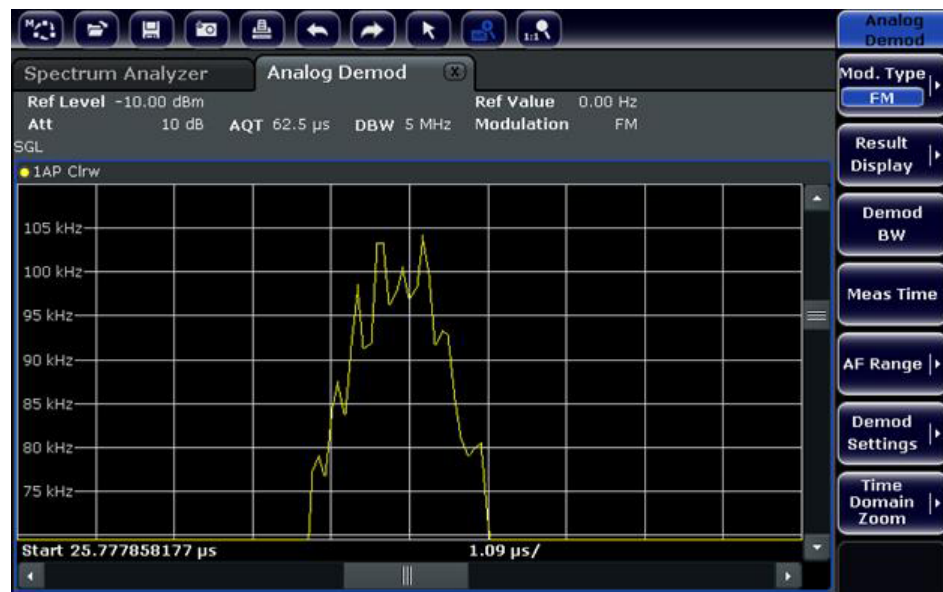 Analog
Demod
Spectrum Analyzer
Analog Demod
Ref Level -10.00 dBm
Ref Value 0.00 Hz
Att 10 dB AQT 62.5 µs DBW 5 MHz Modulation FM
SGL
1AP Clrw
105 kHz
100 kHz
95 kHz
90 kHz
85 kHz
80 kHz
75 kHz
Start 25.777858177 µs
1.09 µs/
Mod. Type
FM
Result
Display
Demod
BW
Meas Time
AF Range
Demod
Settings
Time
Domain
Zoom
M
1:1